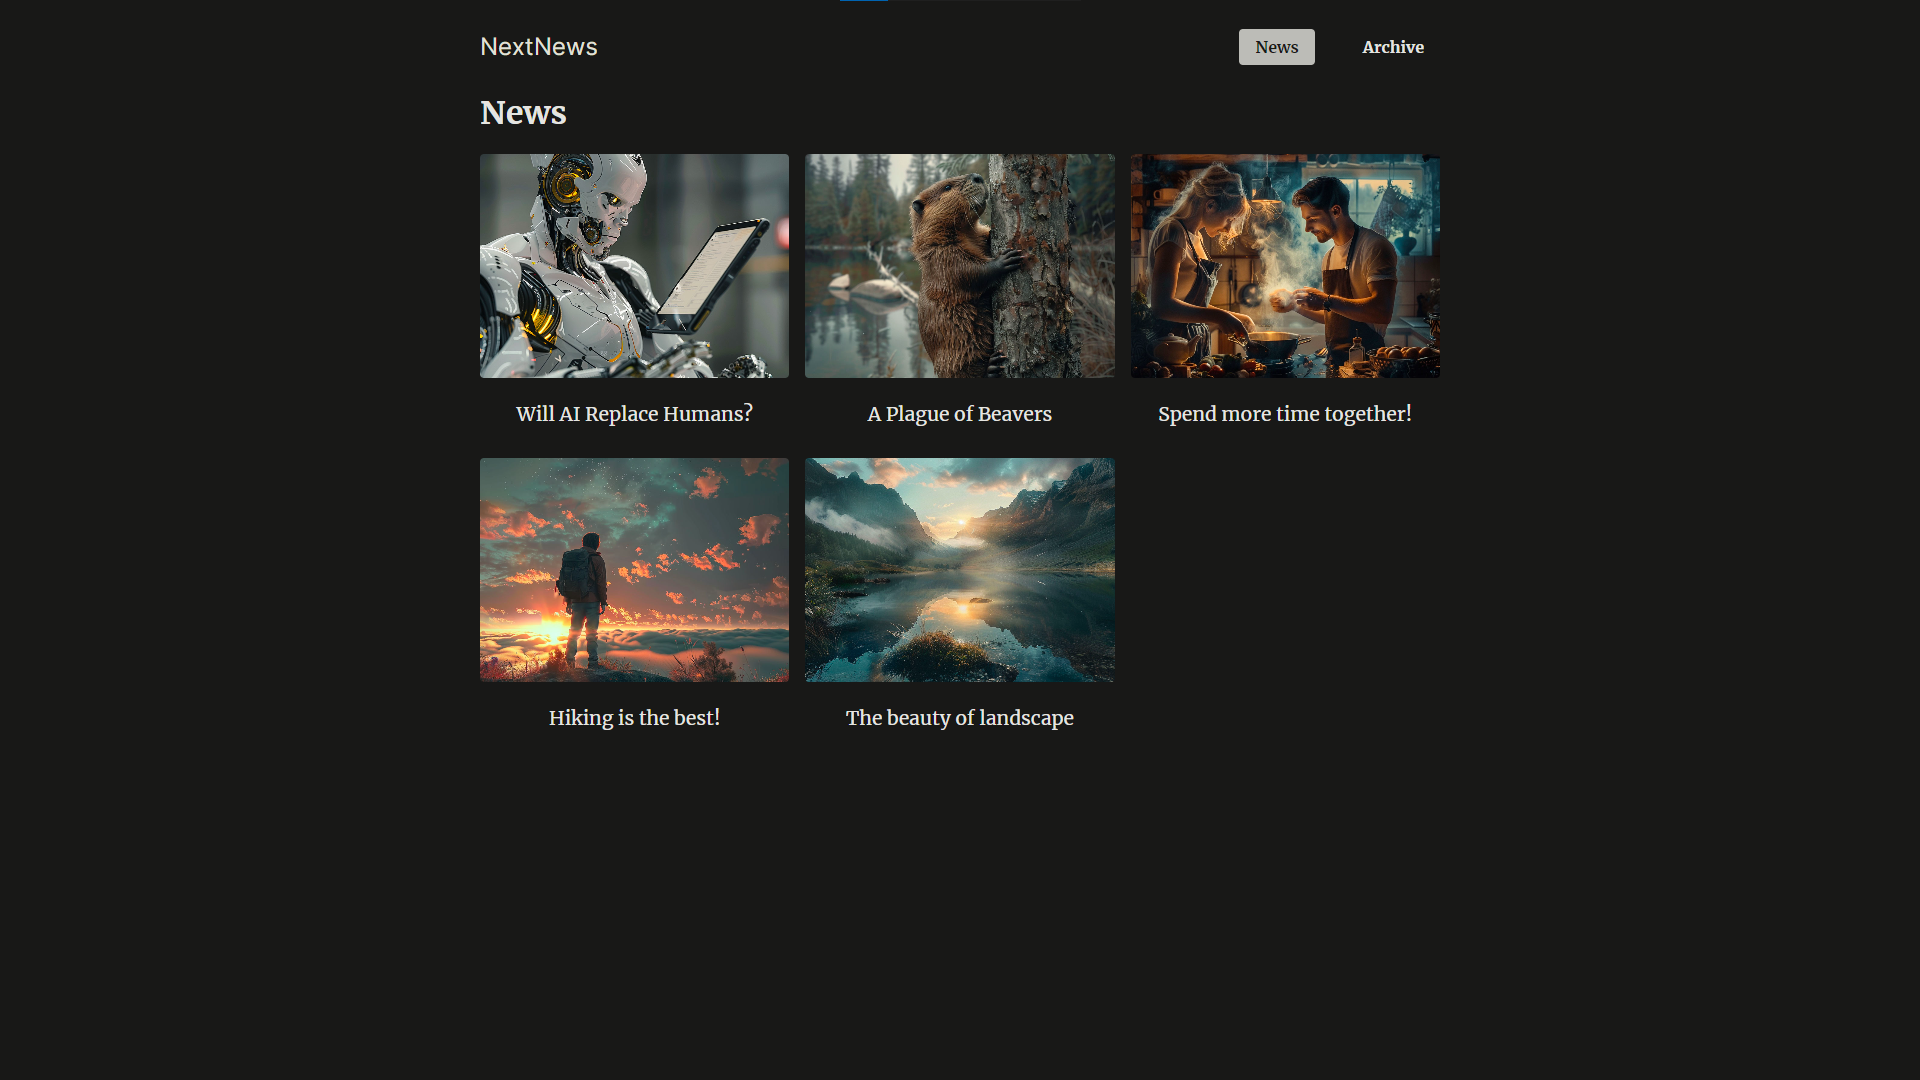 NextNews
News
Archive
News
Will AI Replace Humans?
A Plague of Beavers
Spend more time together!
Hiking is the best!
The beauty of landscape